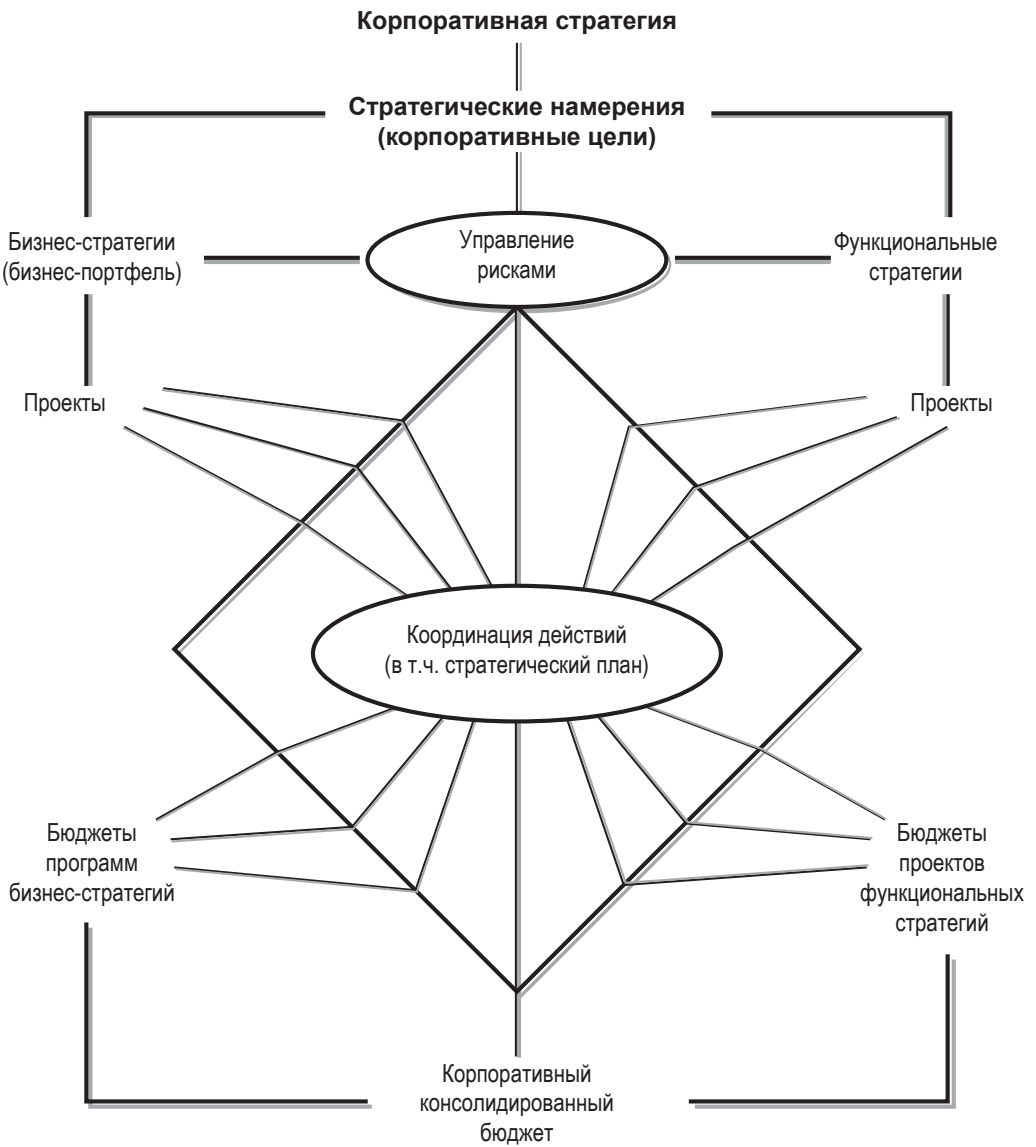 Корпоративная стратегия
Стратегические намерения
(корпоративные цели)
Бизнес-стратегии
(бизнес-портфель)
Управление
рисками
Функциональные
стратегии
Проекты
Проекты
Координация действий
(в т.ч. стратегический план)
Бюджеты
программ
бизнес-стратегий
Бюджеты
проектов
функциональных
стратегий
Корпоративный
консолидированный
бюджет